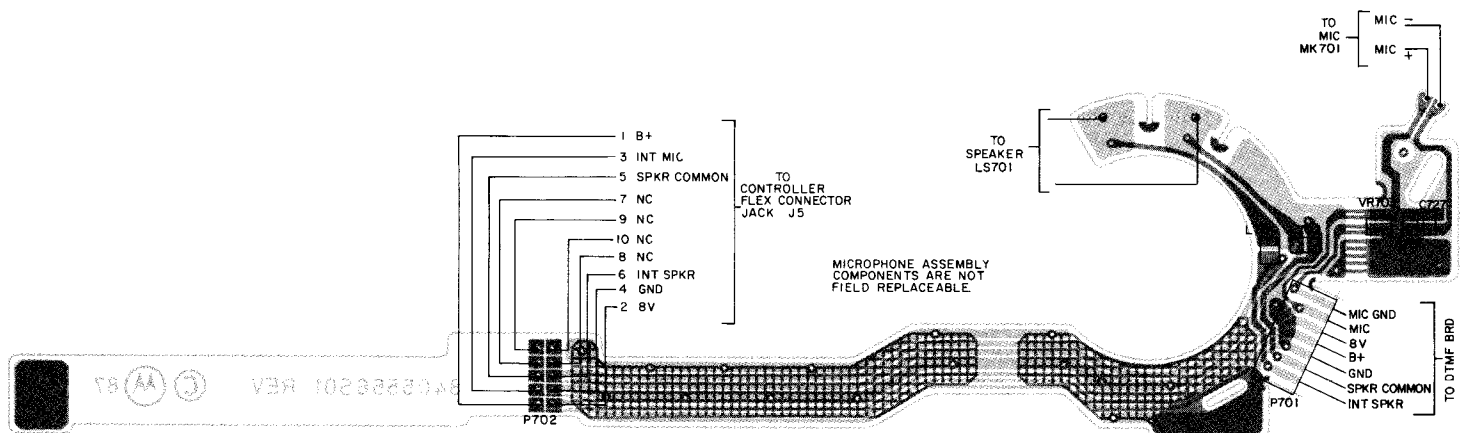 TO
MIC
MK701
MIC –
MIC +
1 B+
3 INT MIC
5 SPKR COMMON
7 NC
9 NC
10 NC
8 NC
6 INT SPKR
4 GND
2 8V
TO
CONTROLLER
FLEX CONNECTOR
JACK J5
TO
SPEAKER
LS701
MICROPHONE ASSEMBLY
COMPONENTS ARE NOT
FIELD REPLACEABLE
C727
MIC GND
MIC
8V
B+
GND
SPKR COMMON
INT SPKR
TO DTMF BRD
P701
P702
REV
© M 87